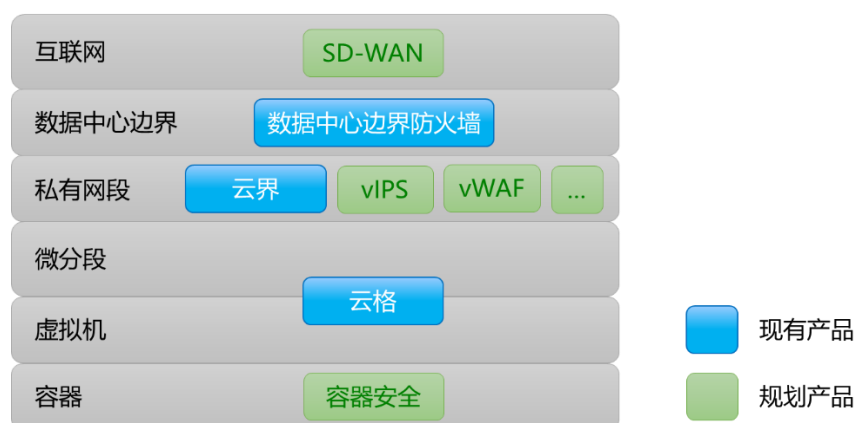 互联网
SD-WAN
数据中心边界
数据中心边界防火墙
私有网段
云界
vIPS
vWAF
...
微分段
云格
虚拟机
现有产品
容器
容器安全
规划产品